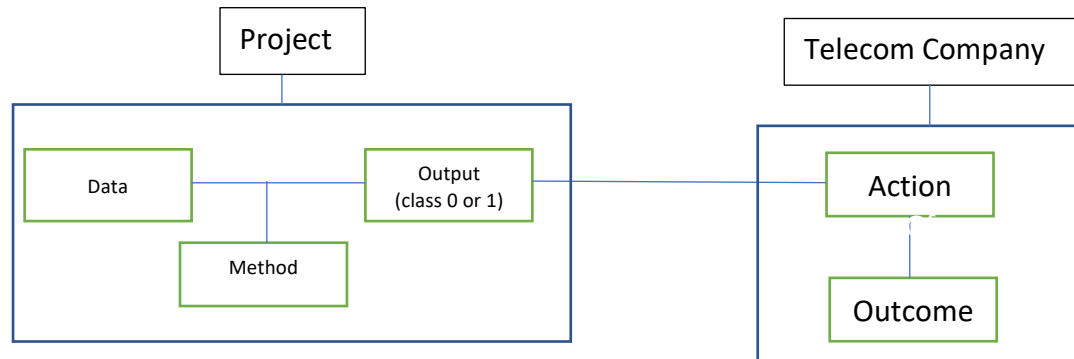 Project
Telecom Company
Data
Output
(class 0 or 1)
Action
Method
Outcome